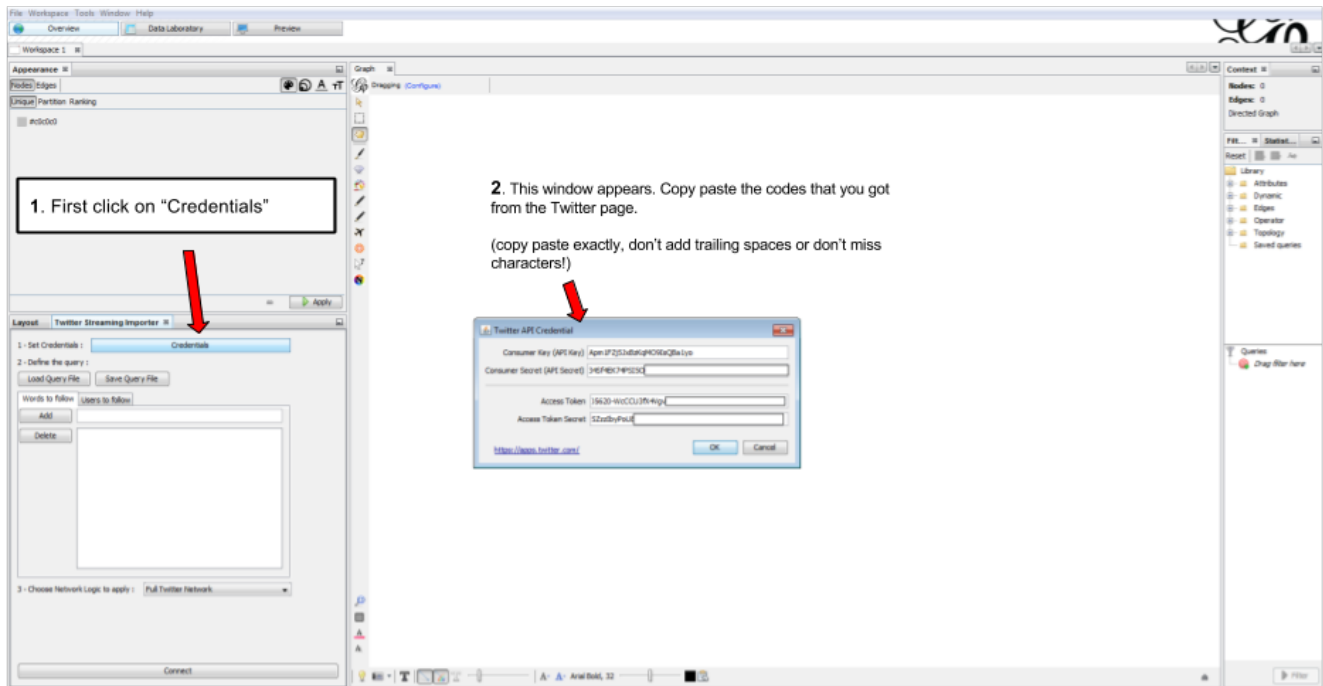 File Workspace Tools Window Help
Overview Data Laboratory Preview
Workspace 1
Appearance
Nodes Edges
Unique Partition Ranking
#c0c0c0
1. First click on “Credentials”
Apply
Layout Twitter Streaming Importer
1 - Set Credentials : Credentials
2 - Define the query :
Load Query File Save Query File
Words to follow Users to follow
Add
Delete
3 - Choose Network Logic to apply : Full Twitter Network
Connect
Graph
Dragging (Configure)
2. This window appears. Copy paste the codes that you got
from the Twitter page.
(copy paste exactly, don’t add trailing spaces or don’t miss
characters!)
Twitter API Credential
Consumer Key (API Key)
Consumer Secret (API Secret)
Access Token
Access Token Secret
https://apps.twitter.com/ OK Cancel
Arial Bold, 32
Context
Nodes: 0
Edges: 0
Directed Graph
Filt... Statist...
Reset
Library
Attributes
Dynamic
Edges
Operator
Topology
Saved queries
Queries
Drag filter here
Filter